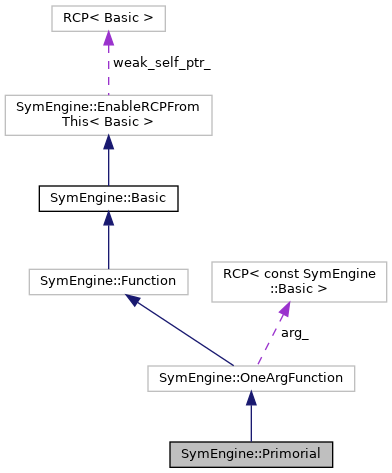 RCP< Basic >
weak_self_ptr_
SymEngine::EnableRCPFrom
This< Basic >
SymEngine::Basic
SymEngine::Function
RCP< const SymEngine
::Basic >
arg_
SymEngine::OneArgFunction
SymEngine::Primorial